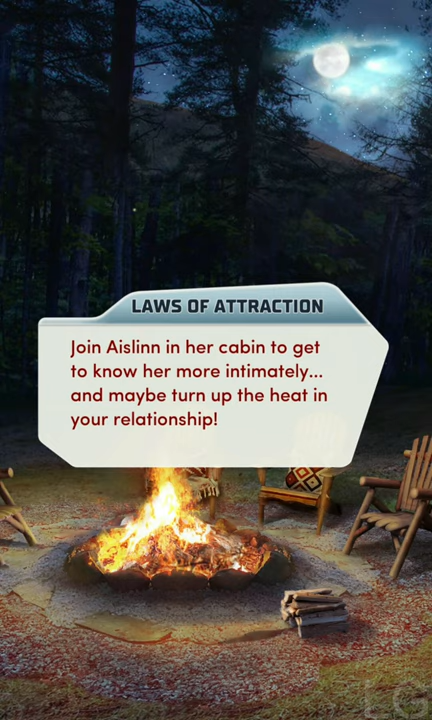 LAWS OF ATTRACTION
Join Aislinn in her cabin to get
to know her more intimately...
and maybe turn up the heat in
your relationship!
LG